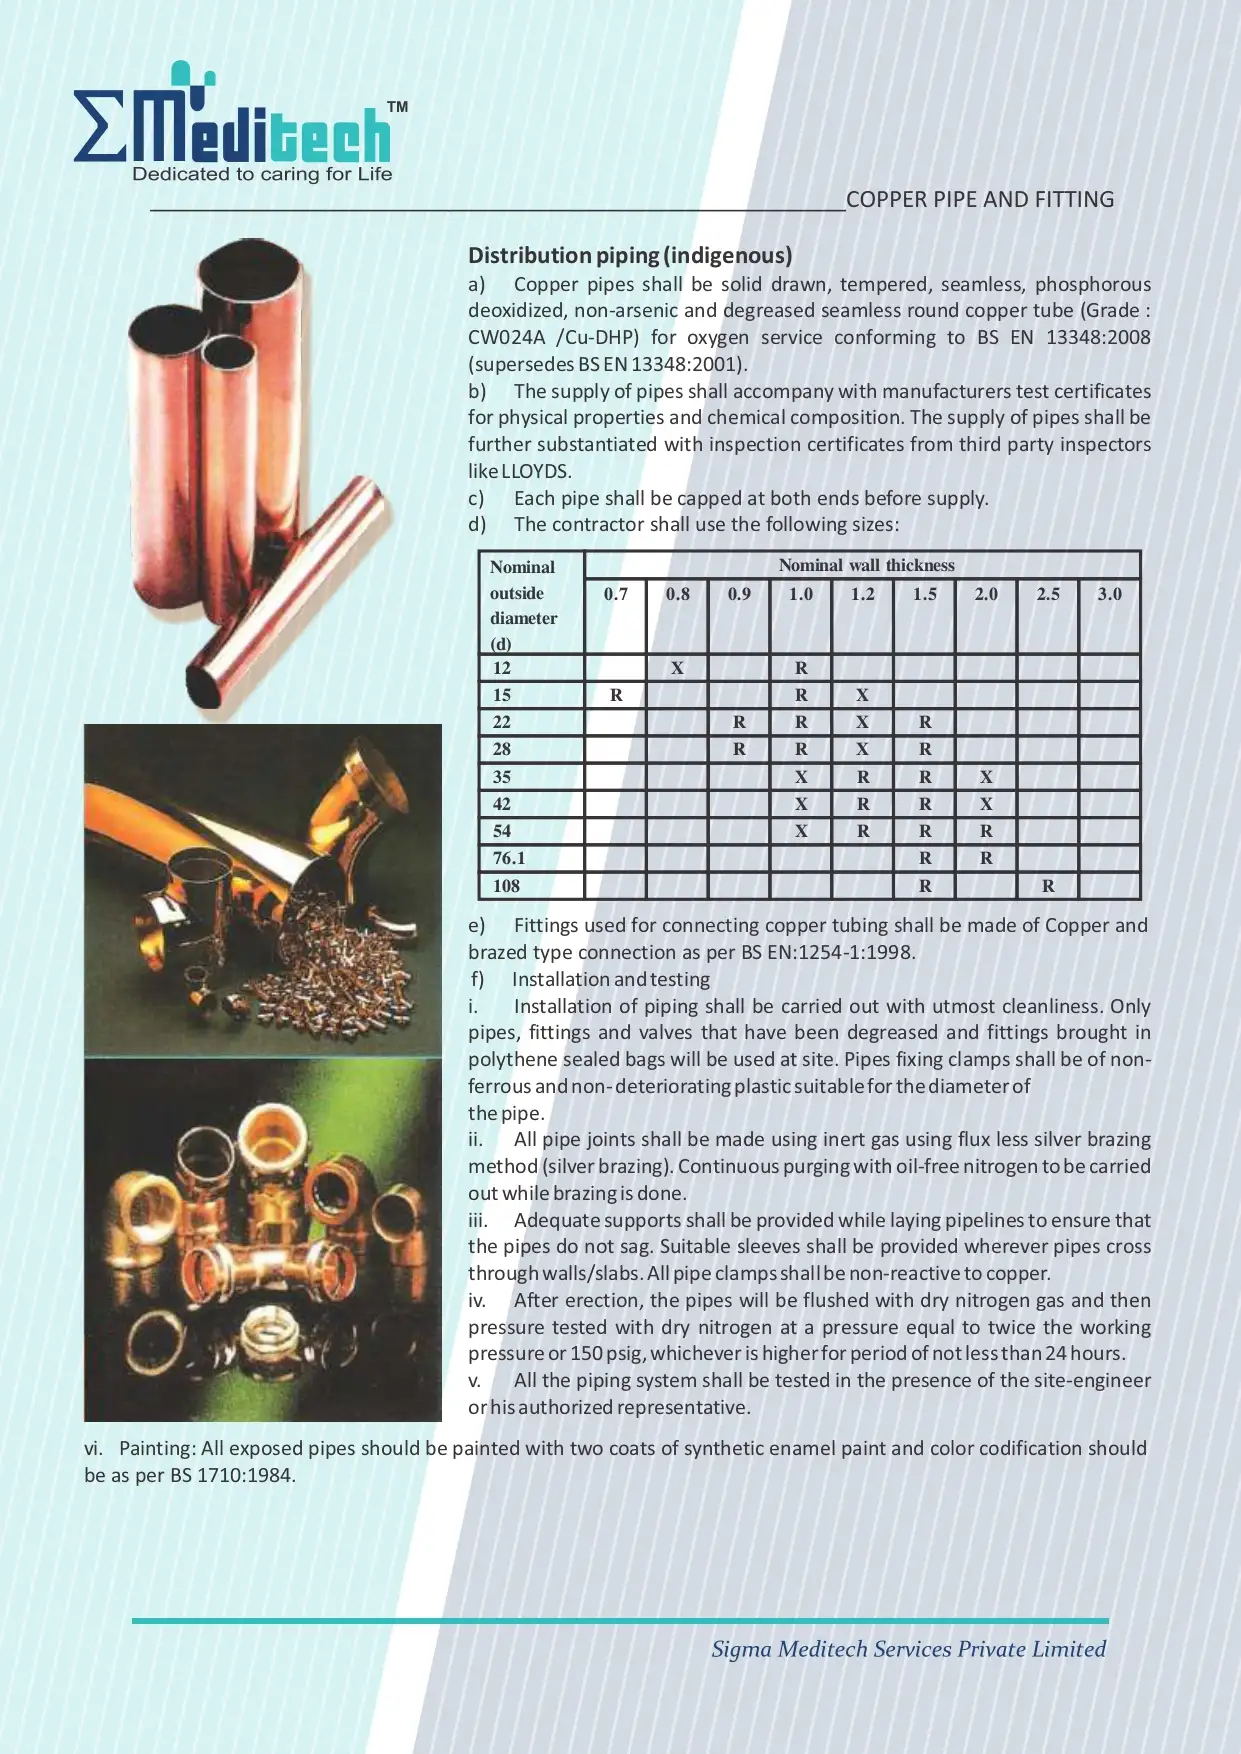 ΣMeditech™
Dedicated to caring for Life
COPPER PIPE AND FITTING
Distribution piping (indigenous)
a) Copper pipes shall be solid drawn, tempered, seamless, phosphorous
deoxidized, non-arsenic and degreased seamless round copper tube (Grade :
CW024A /Cu-DHP) for oxygen service conforming to BS EN 13348:2008
(supersedes BS EN 13348:2001).
b) The supply of pipes shall accompany with manufacturers test certificates
for physical properties and chemical composition. The supply of pipes shall be
further substantiated with inspection certificates from third party inspectors
like LLOYDS.
c) Each pipe shall be capped at both ends before supply.
d) The contractor shall use the following sizes:
Nominal outside diameter (d) Nominal wall thickness
0.7 0.8 0.9 1.0 1.2 1.5 2.0 2.5 3.0
12 X R
15 R R X
22 R R X R
28 R R X R
35 X R R X
42 X R R X
54 X R R R
76.1 R R
108 R R
e) Fittings used for connecting copper tubing shall be made of Copper and
brazed type connection as per BS EN:1254-1:1998.
f) Installation and testing
i. Installation of piping shall be carried out with utmost cleanliness. Only
pipes, fittings and valves that have been degreased and fittings brought in
polythene sealed bags will be used at site. Pipes fixing clamps shall be of non-
ferrous and non- deteriorating plastic suitable for the diameter of
the pipe.
ii. All pipe joints shall be made using inert gas using flux less silver brazing
method (silver brazing). Continuous purging with oil-free nitrogen to be carried
out while brazing is done.
iii. Adequate supports shall be provided while laying pipelines to ensure that
the pipes do not sag. Suitable sleeves shall be provided wherever pipes cross
through walls/slabs. All pipe clamps shall be non-reactive to copper.
iv. After erection, the pipes will be flushed with dry nitrogen gas and then
pressure tested with dry nitrogen at a pressure equal to twice the working
pressure or 150 psig, whichever is higher for period of not less than 24 hours.
v. All the piping system shall be tested in the presence of the site-engineer
or his authorized representative.
vi. Painting: All exposed pipes should be painted with two coats of synthetic enamel paint and color codification should
be as per BS 1710:1984.
Sigma Meditech Services Private Limited